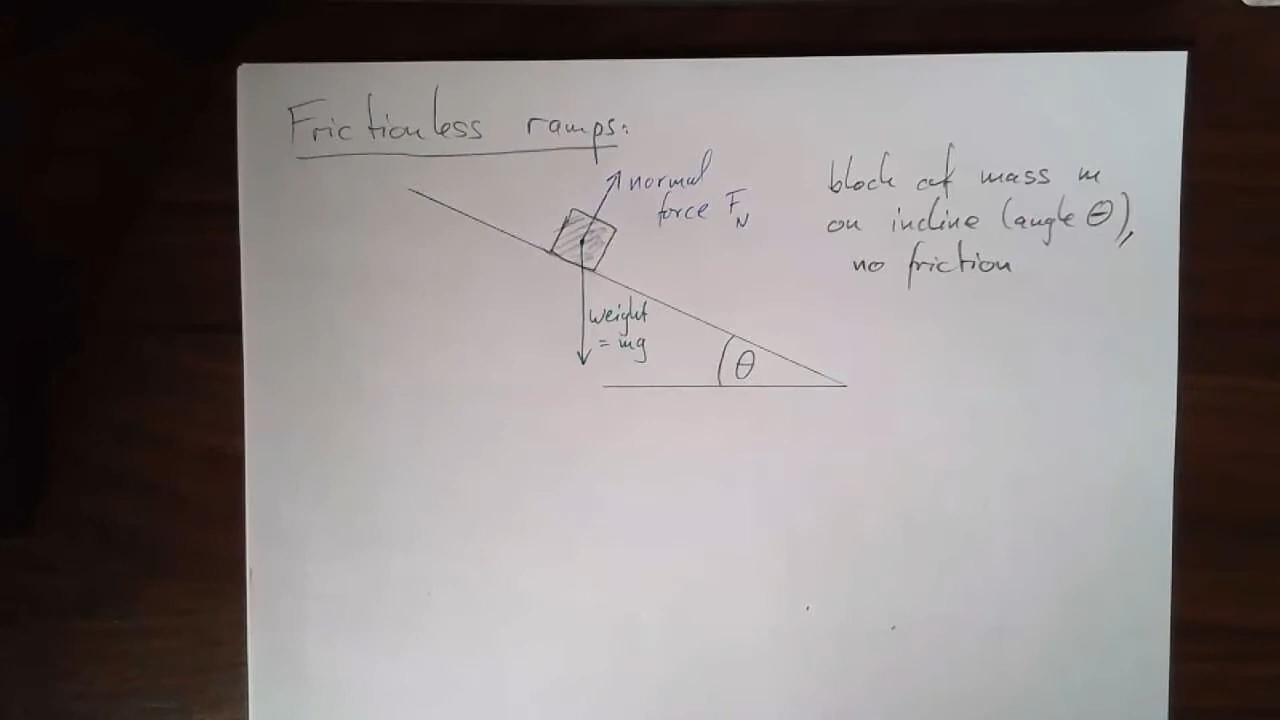 Frictionless ramps:
normal
force F_N
block of mass m
on incline (angle θ),
no friction
weight
= mg
θ